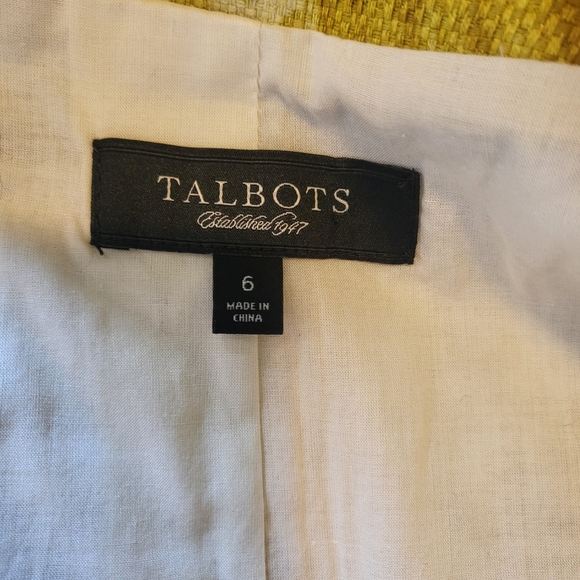 TALBOTS
Established 1947
6
MADE IN
CHINA